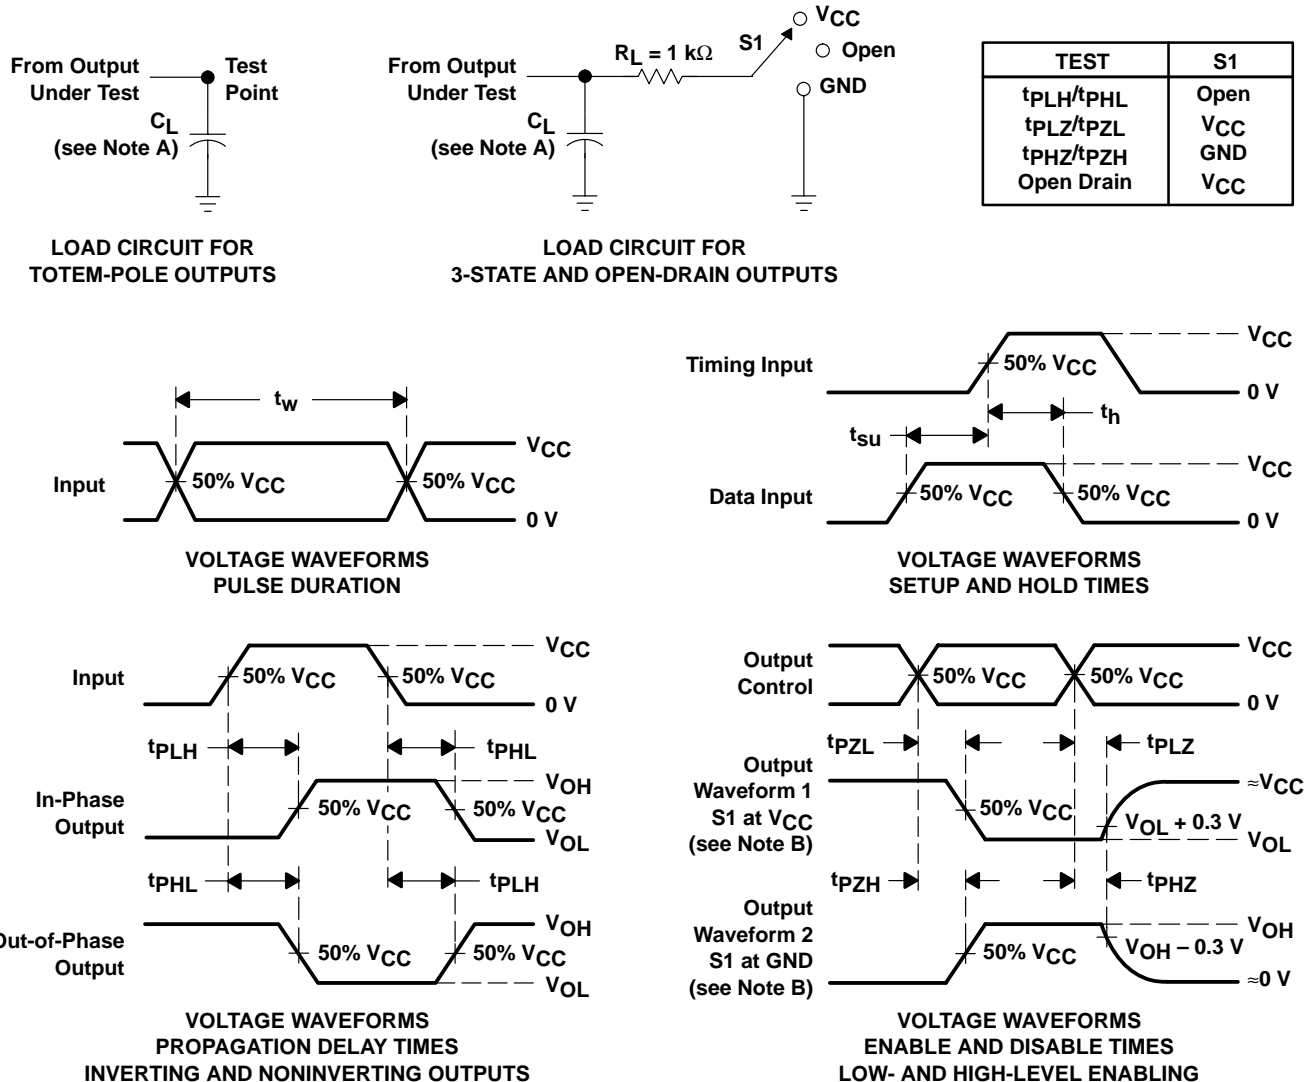 From Output
Under Test
Test
Point
CL
(see Note A)
LOAD CIRCUIT FOR
TOTEM-POLE OUTPUTS
From Output
Under Test
RL = 1 kΩ
S1
VCC
Open
GND
CL
(see Note A)
LOAD CIRCUIT FOR
3-STATE AND OPEN-DRAIN OUTPUTS
TEST S1
tPLH/tPHL Open
tPLZ/tPZL VCC
tPHZ/tPZH GND
Open Drain VCC
tw
Input
50% VCC
50% VCC
VCC
0 V
VOLTAGE WAVEFORMS
PULSE DURATION
Timing Input
50% VCC
VCC
0 V
tsu
th
Data Input
50% VCC
50% VCC
VCC
0 V
VOLTAGE WAVEFORMS
SETUP AND HOLD TIMES
Input
50% VCC
50% VCC
VCC
0 V
tPLH
tPHL
In-Phase
Output
50% VCC
50% VCC
VOH
VOL
tPHL
tPLH
Out-of-Phase
Output
50% VCC
50% VCC
VOH
VOL
VOLTAGE WAVEFORMS
PROPAGATION DELAY TIMES
INVERTING AND NONINVERTING OUTPUTS
Output
Control
50% VCC
50% VCC
VCC
0 V
tPZL
tPLZ
Output
Waveform 1
S1 at VCC
(see Note B)
50% VCC
≈VCC
VOL + 0.3 V
VOL
tPZH
tPHZ
Output
Waveform 2
S1 at GND
(see Note B)
50% VCC
VOH
VOH − 0.3 V
≈0 V
VOLTAGE WAVEFORMS
ENABLE AND DISABLE TIMES
LOW- AND HIGH-LEVEL ENABLING